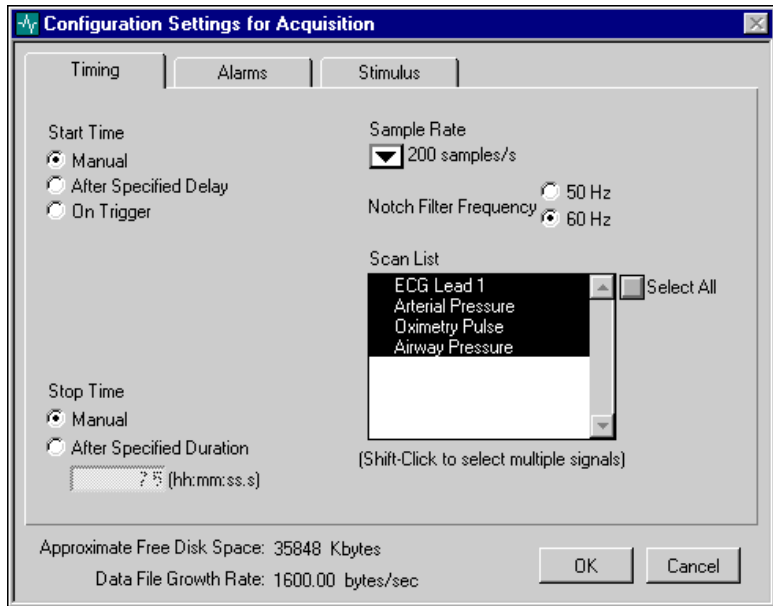 Configuration Settings for Acquisition
Timing
Alarms
Stimulus
Start Time
Manual
After Specified Delay
On Trigger
Sample Rate
200 samples/s
Notch Filter Frequency
50 Hz
60 Hz
Scan List
ECG Lead 1
Arterial Pressure
Oximetry Pulse
Airway Pressure
Select All
(Shift-Click to select multiple signals)
Stop Time
Manual
After Specified Duration
(hh:mm:ss.s)
Approximate Free Disk Space: 35848 Kbytes
Data File Growth Rate: 1600.00 bytes/sec
OK
Cancel